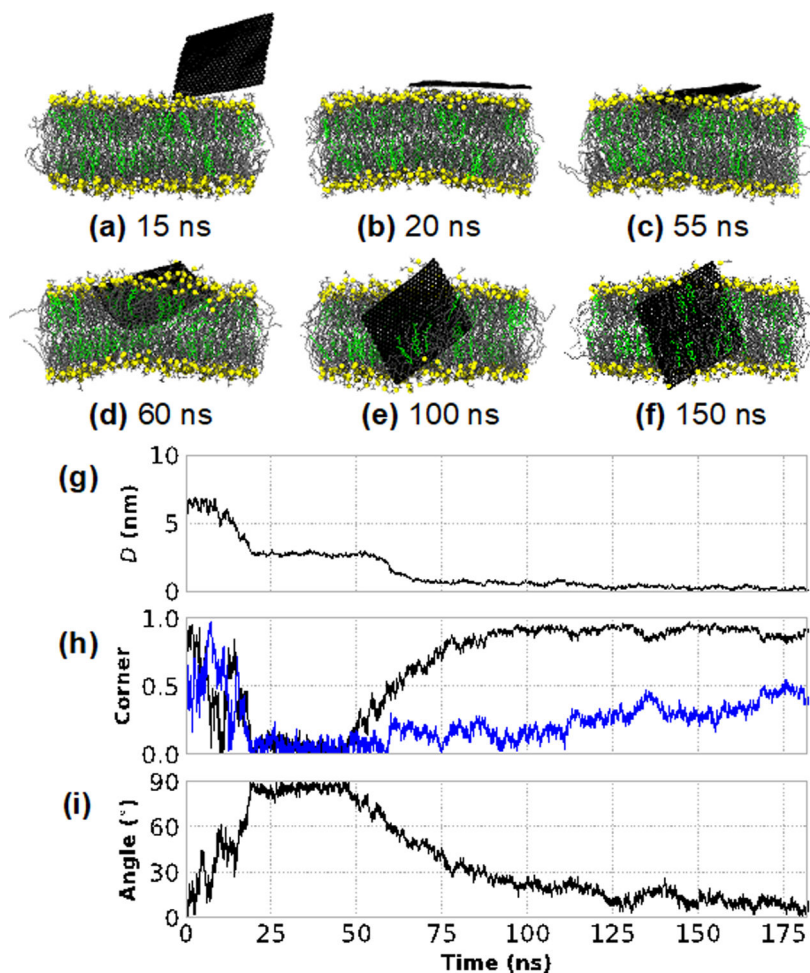 (a) 15 ns
(b) 20 ns
(c) 55 ns
(d) 60 ns
(e) 100 ns
(f) 150 ns
(g)
D (nm)
10
5
0
(h)
Corner
1.0
0.5
0.0
(i)
Angle (°)
90
60
30
0
0 25 50 75 100 125 150 175
Time (ns)